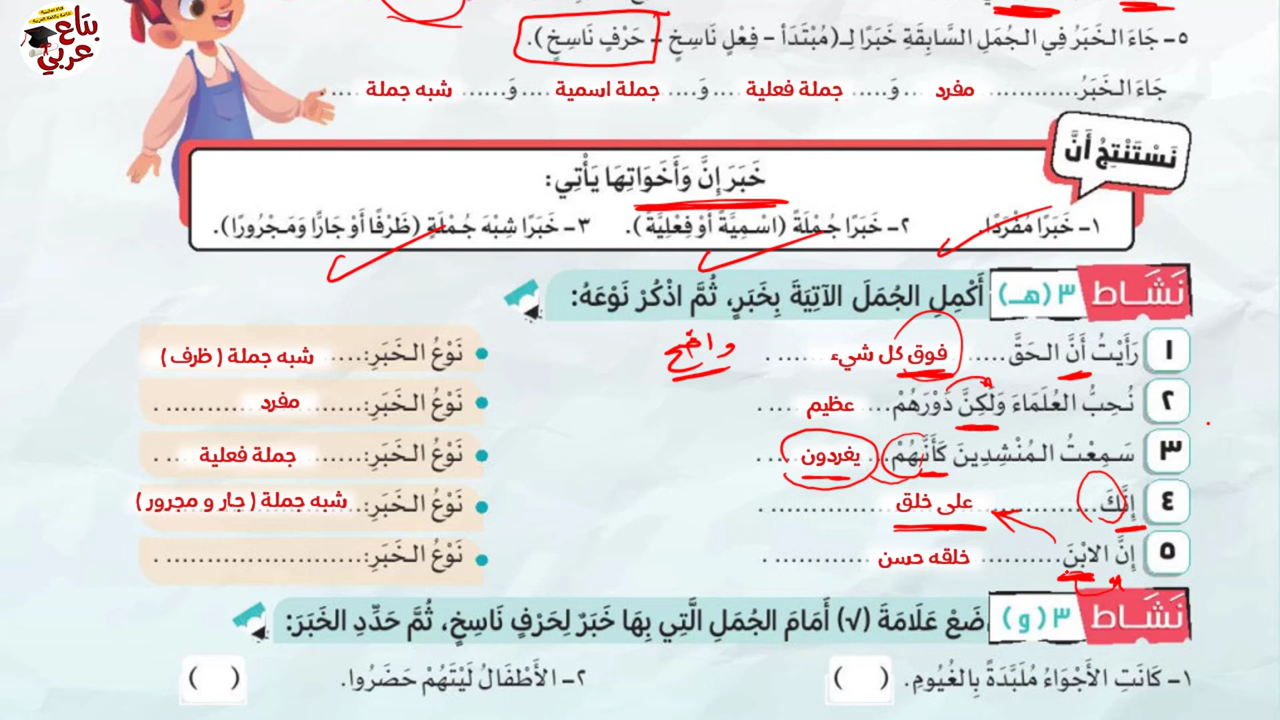 بتاع عربي
٥- جَاءَ الخَبَرُ فِي الجُمَلِ السَّابِقَةِ خَبَرًا لِـ(مُبْتَدَأ - فِعْلٍ نَاسِخٍ - حَرْفٍ نَاسِخٍ).
جَاءَ الخَبَرُ............ مفرد ... وَ..... جملة فعلية ... وَ.... جملة اسمية .... وَ...... شبه جملة ....
نَسْتَنْتِجُ أَنَّ
خَبَرَ إِنَّ وَأَخَوَاتِهَا يَأْتِي:
١- خَبَرًا مُفْرَدًا. ٢- خَبَرًا جُمْلَةً (اسْمِيَّةً أَوْ فِعْلِيَّةً). ٣- خَبَرًا شِبْهَ جُمْلَةٍ (ظَرْفًا أَوْ جَارًّا وَمَجْرُورًا).
نَشَاط ٣ (هـ) أَكْمِلِ الجُمَلَ الآتِيَةَ بِخَبَرٍ، ثُمَّ اذْكُرْ نَوْعَهُ:
١ رَأَيْتُ أَنَّ الحَقَّ..... فوق كل شيء ...... . واضح نَوْعُ الخَبَرِ:..... شبه جملة ( ظرف )
٢ نُحِبُّ العُلَمَاءَ وَلَكِنَّ دَوْرَهُمْ.... عظيم .... . نَوْعُ الخَبَرِ:....... مفرد ........... .
٣ سَمِعْتُ المُنْشِدِينَ كَأَنَّهُمْ... يغردون ...... . نَوْعُ الخَبَرِ:...... جملة فعلية .... .
٤ إِنَّكَ............ على خلق ............ . نَوْعُ الخَبَرِ:.. شبه جملة ( جار و مجرور )
٥ إِنَّ الابْنَ........... خلقه حسن ............ . نَوْعُ الخَبَرِ:....................... .
نَشَاط ٣ (و) ضَعْ عَلَامَةَ (√) أَمَامَ الجُمَلِ الَّتِي بِهَا خَبَرٌ لِحَرْفٍ نَاسِخٍ، ثُمَّ حَدِّدِ الخَبَرَ:
١- كَانَتِ الأَجْوَاءُ مُلَبَّدَةً بِالغُيُومِ. ( ) ٢- الأَطْفَالُ لَيْتَهُمْ حَضَرُوا. ( )